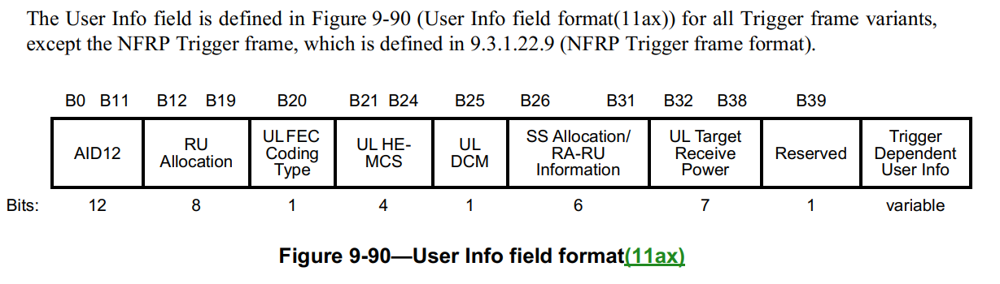 The User Info field is defined in Figure 9-90 (User Info field format(11ax)) for all Trigger frame variants,
except the NFRP Trigger frame, which is defined in 9.3.1.22.9 (NFRP Trigger frame format).
B0 B11 B12 B19 B20 B21 B24 B25 B26 B31 B32 B38 B39
AID12
RU
Allocation
UL FEC
Coding
Type
UL HE-
MCS
UL
DCM
SS Allocation/
RA-RU
Information
UL Target
Receive
Power
Reserved
Trigger
Dependent
User Info
Bits: 12 8 1 4 1 6 7 1 variable
Figure 9-90—User Info field format(11ax)